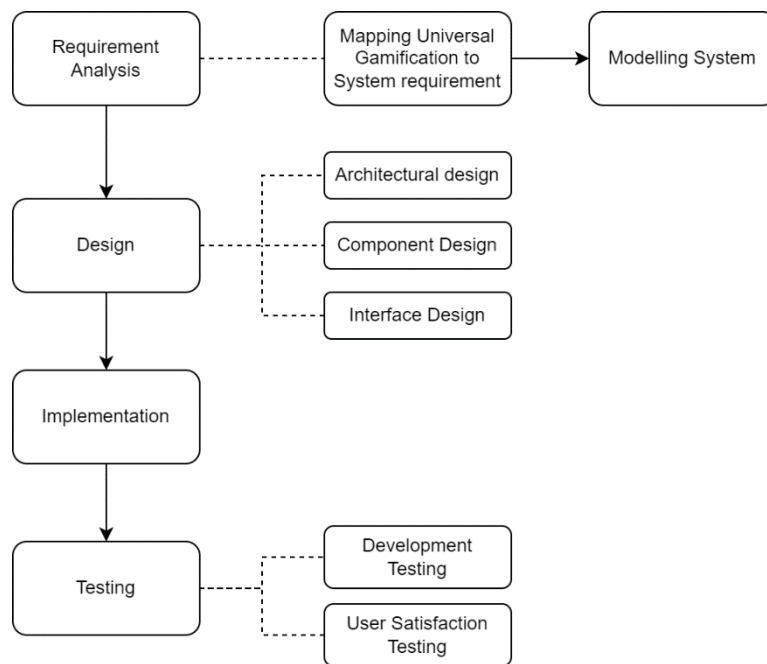 Requirement
Analysis
Mapping Universal
Gamification to
System requirement
Modelling System
Architectural design
Design
Component Design
Interface Design
Implementation
Development
Testing
Testing
User Satisfaction
Testing